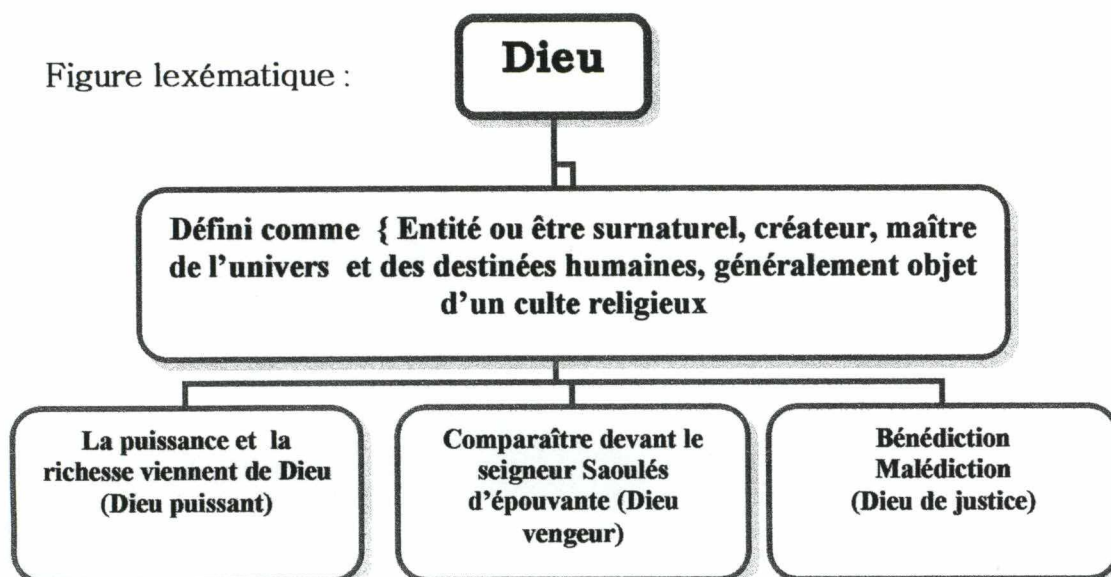 Figure lexématique :
Dieu
Défini comme { Entité ou être surnaturel, créateur, maître
de l'univers et des destinées humaines, généralement objet
d'un culte religieux
La puissance et la
richesse viennent de Dieu
(Dieu puissant)
Comparaître devant le
seigneur Saoulés
d'épouvante (Dieu
vengeur)
Bénédiction
Malédiction
(Dieu de justice)